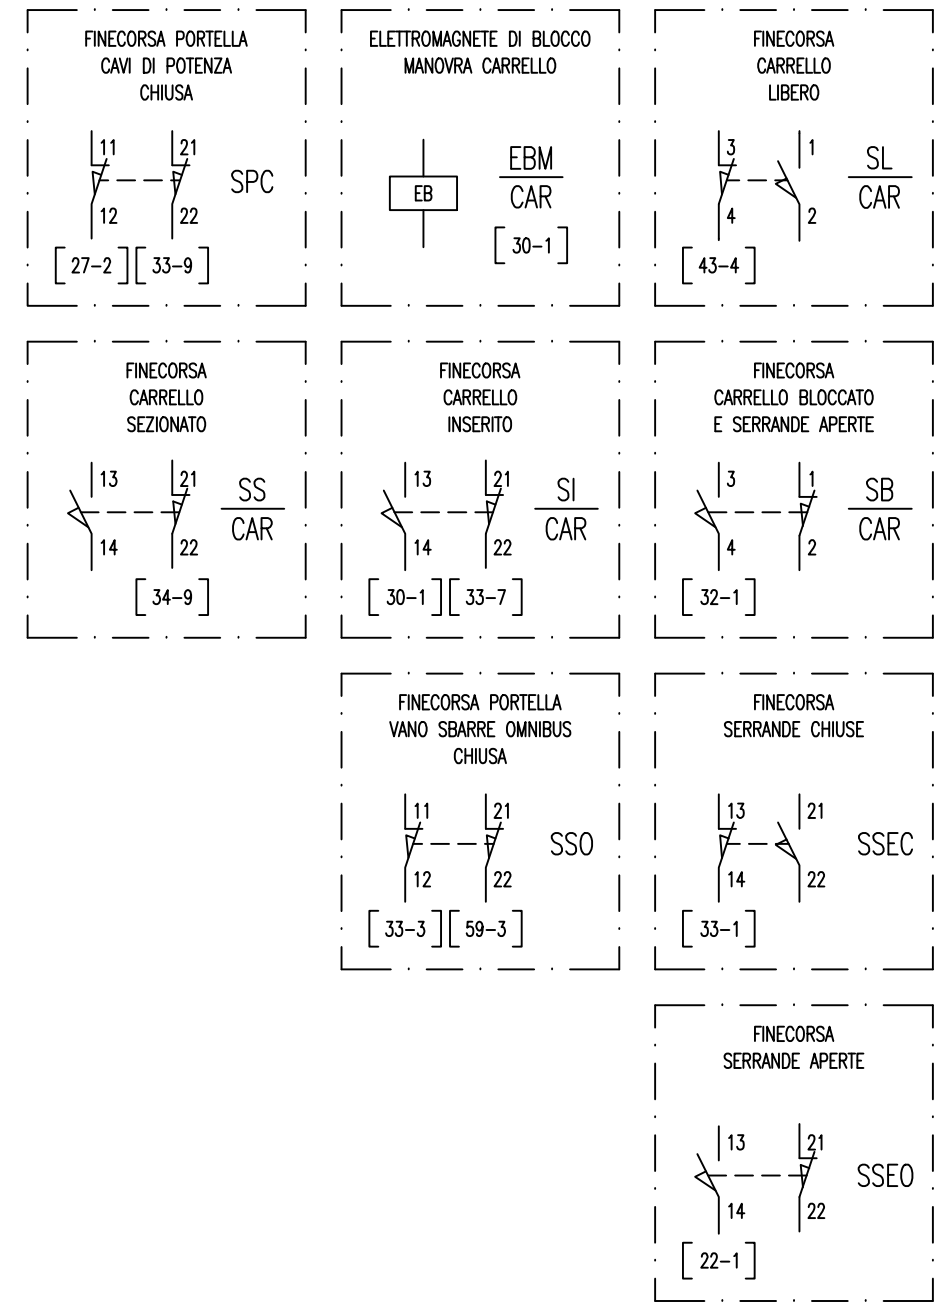 FINECORSA PORTELLA
CAVI DI POTENZA
CHIUSA
11 21
SPC
12 22
[27-2] [33-9]
ELETTROMAGNETE DI BLOCCO
MANOVRA CARRELLO
EB
EBM
CAR
[30-1]
FINECORSA
CARRELLO
LIBERO
3 1
SL
CAR
4 2
[43-4]
FINECORSA
CARRELLO
SEZIONATO
13 21
SS
CAR
14 22
[34-9]
FINECORSA
CARRELLO
INSERITO
13 21
SI
CAR
14 22
[30-1] [33-7]
FINECORSA
CARRELLO BLOCCATO
E SERRANDE APERTE
3 1
SB
CAR
4 2
[32-1]
FINECORSA PORTELLA
VANO SBARRE OMNIBUS
CHIUSA
11 21
SSO
12 22
[33-3] [59-3]
FINECORSA
SERRANDE CHIUSE
13 21
SSEC
14 22
[33-1]
FINECORSA
SERRANDE APERTE
13 21
SSEO
14 22
[22-1]